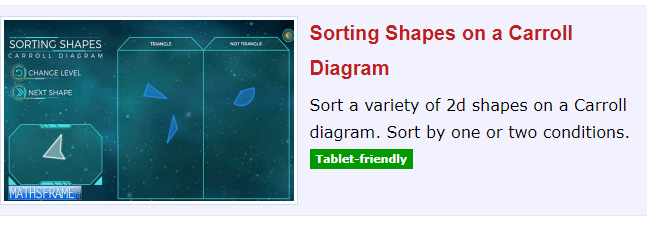 SORTING SHAPES
CARROLL DIAGRAM
CHANGE LEVEL
NEXT SHAPE
TRIANGLE
NOT TRIANGLE
MATHSFRAME
Sorting Shapes on a Carroll
Diagram
Sort a variety of 2d shapes on a Carroll
diagram. Sort by one or two conditions.
Tablet-friendly